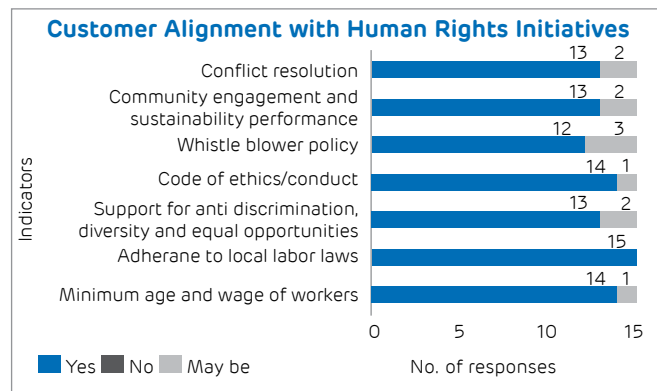 Customer Alignment with Human Rights Initiatives
13 2
Conflict resolution
13 2
Community engagement and
sustainability performance
12 3
Whistle blower policy
14 1
Code of ethics/conduct
13 2
Support for anti discrimination,
diversity and equal opportunities
15
Adherane to local labor laws
14 1
Minimum age and wage of workers
Indicators
0 5 10 15
Yes No May be
No. of responses